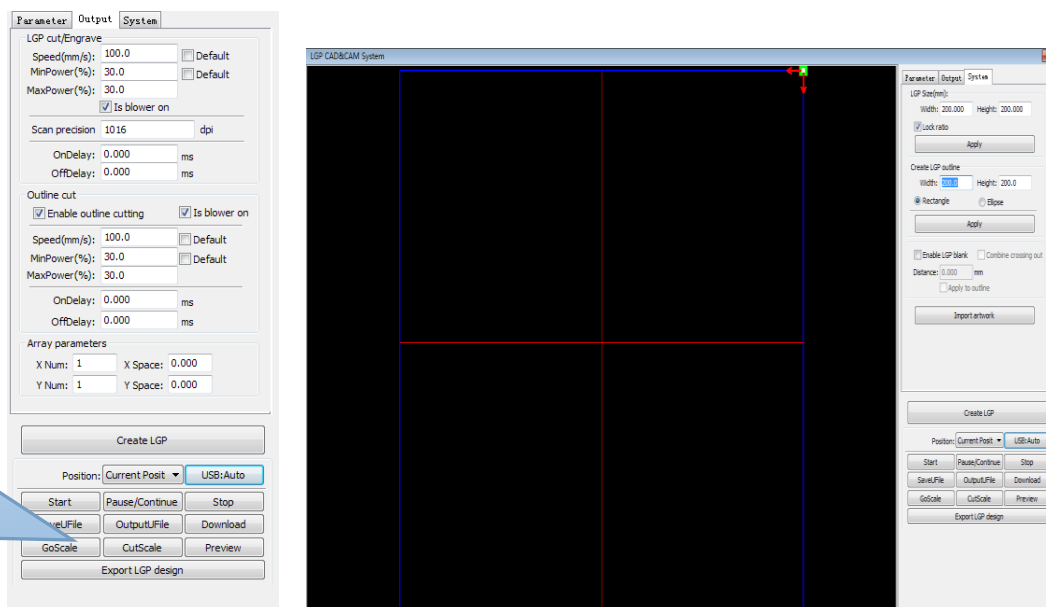 Parameter Output System
LGP cut/Engrave
Speed(mm/s): 100.0 Default
MinPower(%): 30.0 Default
MaxPower(%): 30.0
Is blower on
Scan precision 1016 dpi
OnDelay: 0.000 ms
OffDelay: 0.000 ms
Outline cut
Enable outline cutting Is blower on
Speed(mm/s): 100.0 Default
MinPower(%): 30.0 Default
MaxPower(%): 30.0
OnDelay: 0.000 ms
OffDelay: 0.000 ms
Array parameters
X Num: 1 X Space: 0.000
Y Num: 1 Y Space: 0.000
Create LGP
Position: Current Posit USB:Auto
Start Pause/Continue Stop
veUFile OutputUFile Download
GoScale CutScale Preview
Export LGP design
LGP CAD&CAM System
Parameter Output System
LGP Size(mm):
Width: 200.000 Height: 200.000
Lock ratio
Apply
Create LGP outline
Width: 200.0 Height: 200.0
Rectangle Ellipse
Apply
Enable LGP blank Combine crossing out
Distance: 0.000 mm
Apply to outline
Import artwork
Create LGP
Position: Current Posit USB:Auto
Start Pause/Continue Stop
SaveUFile OutputUFile Download
GoScale CutScale Preview
Export LGP design